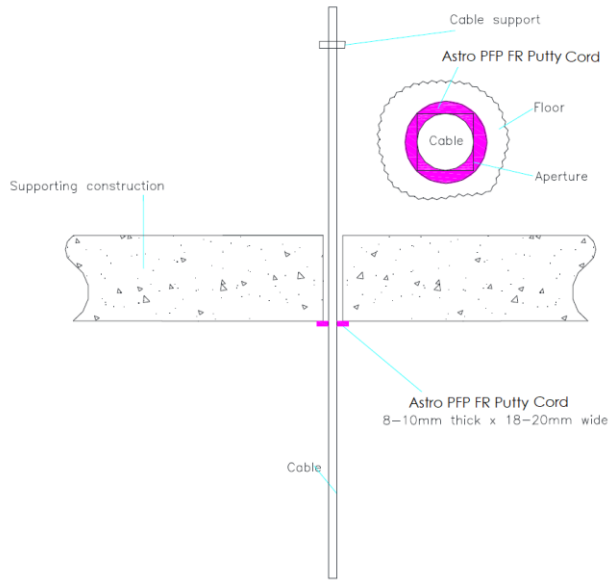 Cable support
Astro PFP FR Putty Cord
Floor
Cable
Aperture
Supporting construction
Astro PFP FR Putty Cord
8-10mm thick x 18-20mm wide
Cable